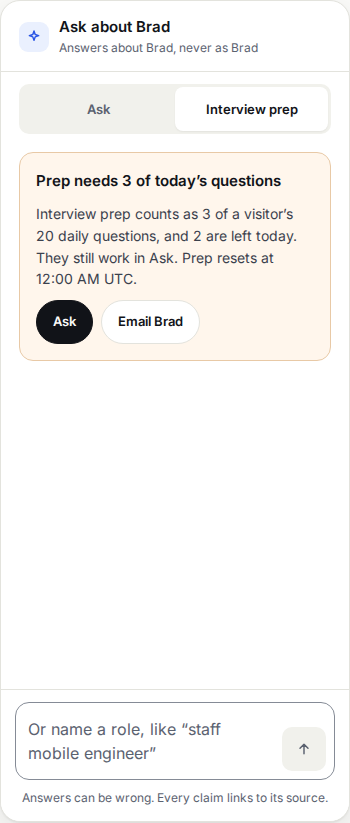 Ask about Brad
Answers about Brad, never as Brad
Ask
Interview prep
Prep needs 3 of today’s questions
Interview prep counts as 3 of a visitor’s
20 daily questions, and 2 are left today.
They still work in Ask. Prep resets at
12:00 AM UTC.
Ask
Email Brad
Or name a role, like “staff
mobile engineer”
Answers can be wrong. Every claim links to its source.